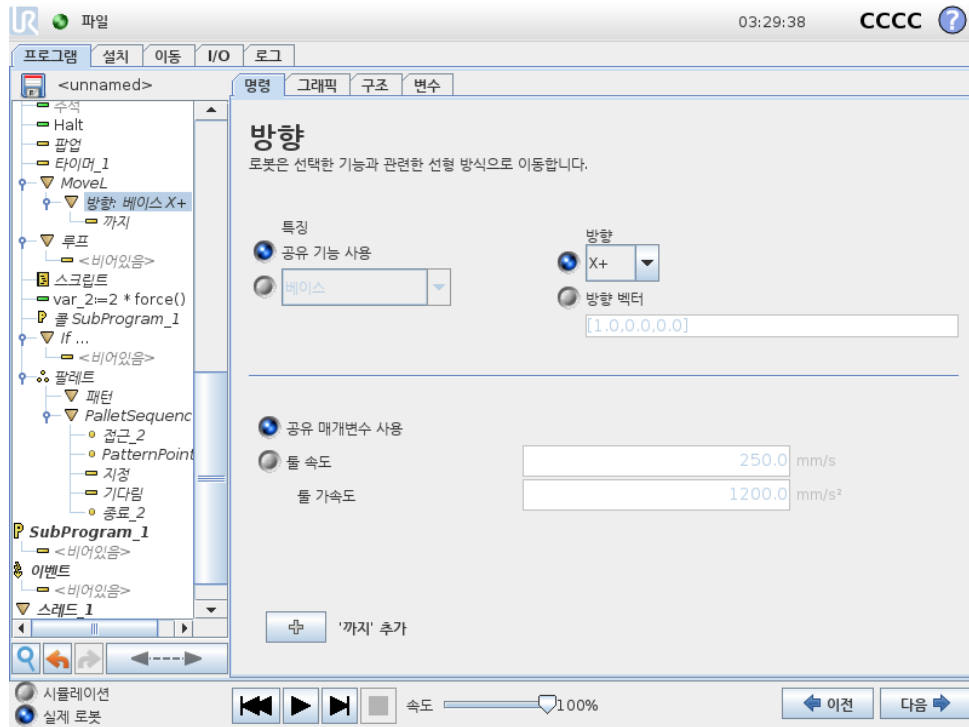 UR 파일 03:29:38 CCCC ?
프로그램 설치 이동 I/O 로그
<unnamed>
명령 그래픽 구조 변수
주석
Halt
팝업
타이머_1
MoveL
방향: 베이스 X+
까지
루프
<비어있음>
스크립트
var_2:=2 * force()
콜 SubProgram_1
If ...
<비어있음>
팔레트
패턴
PalletSequenc
접근_2
PatternPoint
지정
기다림
종료_2
SubProgram_1
<비어있음>
이벤트
<비어있음>
스레드_1
방향
로봇은 선택한 기능과 관련한 선형 방식으로 이동합니다.
특징
공유 기능 사용
베이스
방향
X+
방향 벡터
[1.0,0.0,0.0]
공유 매개변수 사용
툴 속도 250.0 mm/s
툴 가속도 1200.0 mm/s²
'까지' 추가
시뮬레이션
실제 로봇
속도 100%
이전 다음